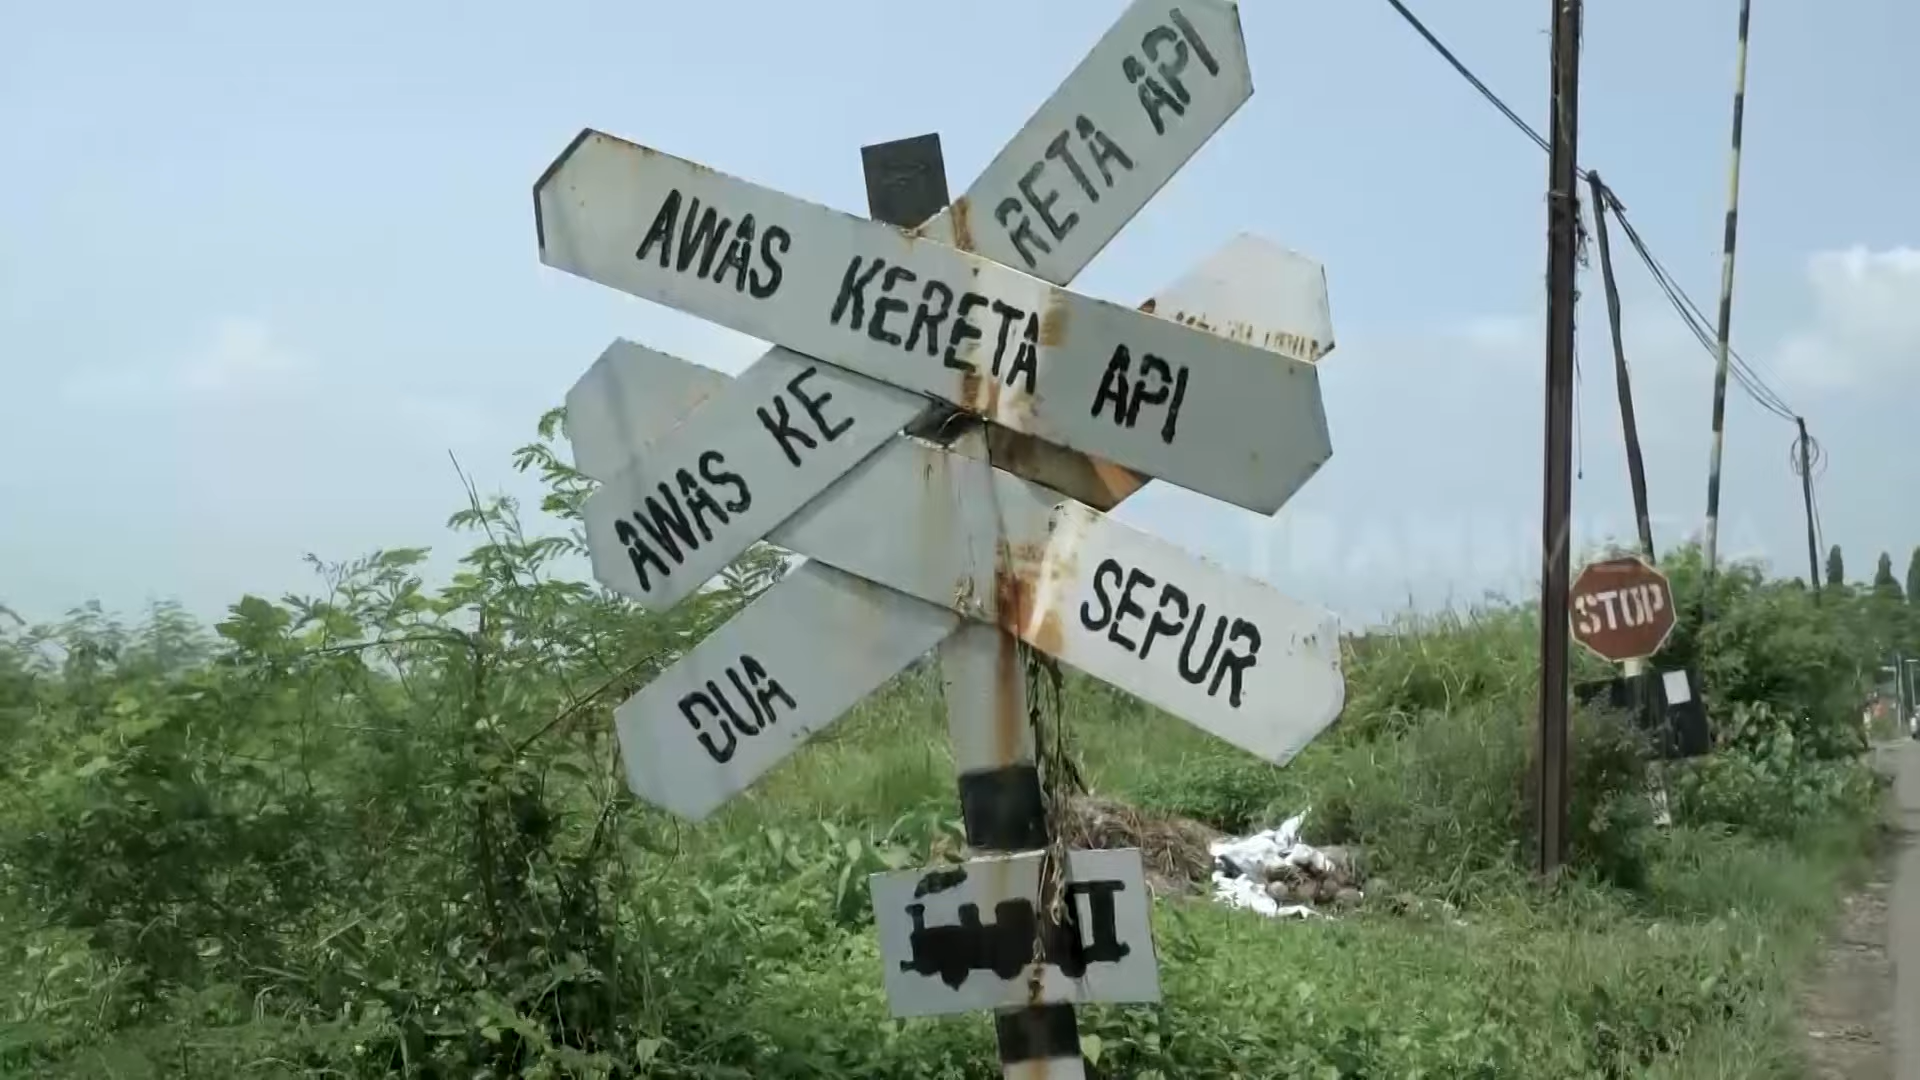 AWAS KERETA API
AWAS KE RETA API
DUA SEPUR
STOP